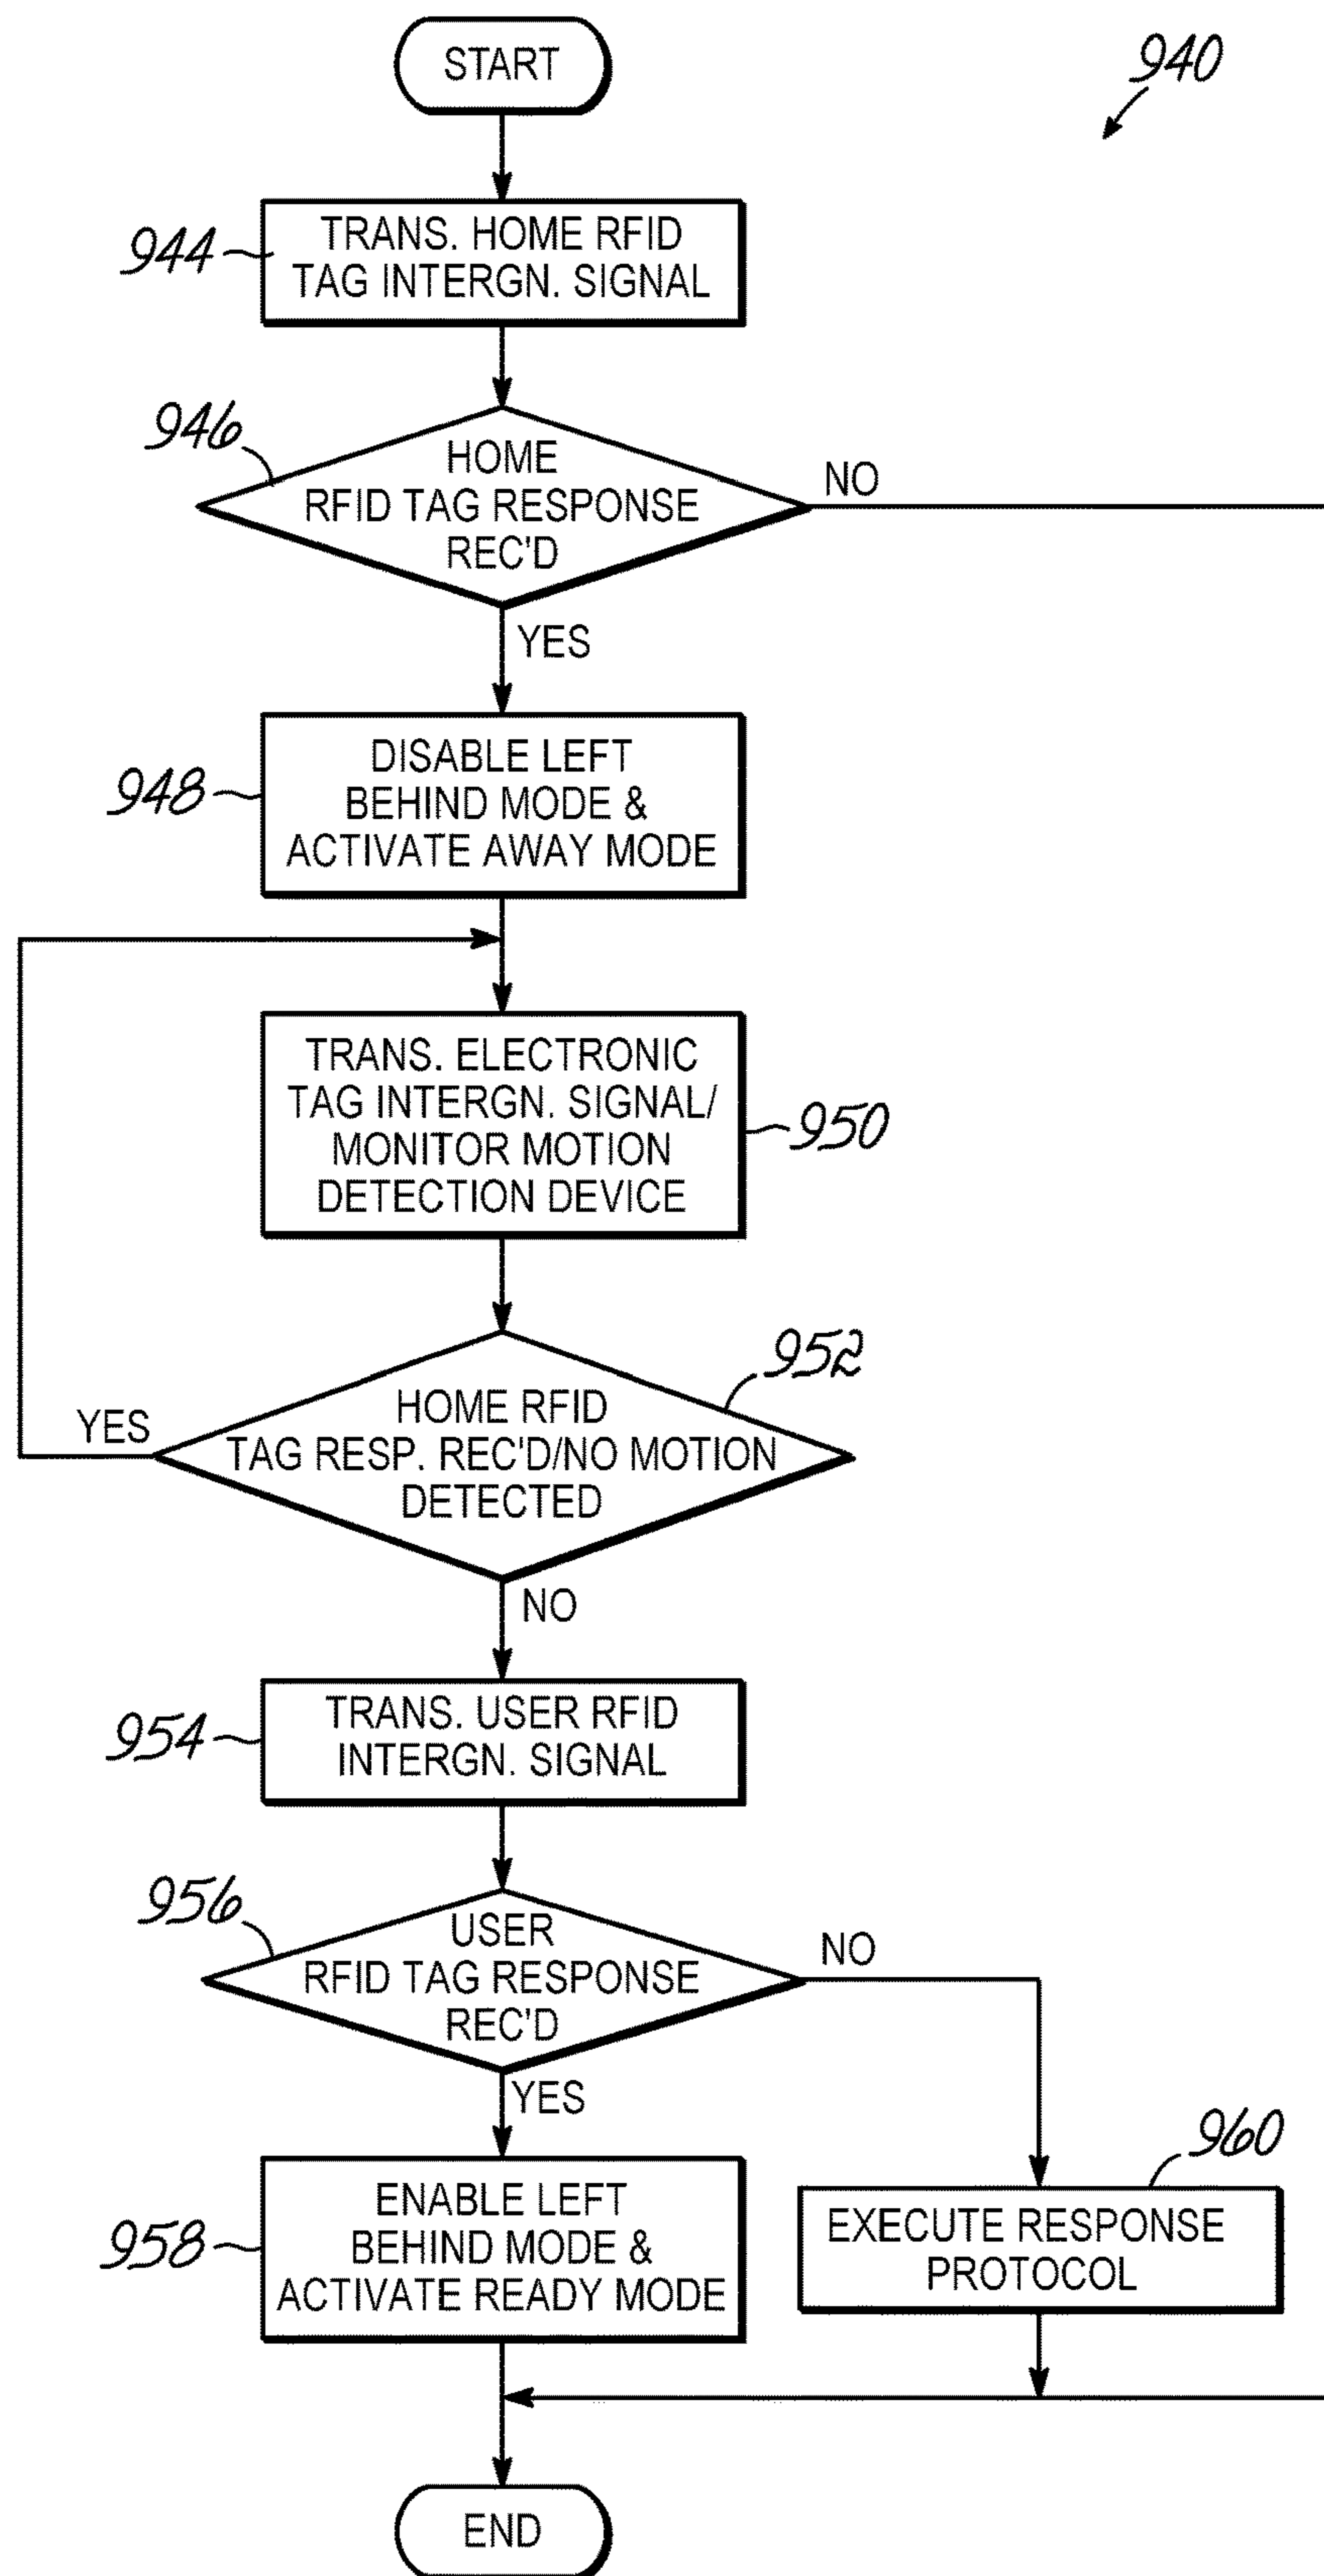 START
940
944
TRANS. HOME RFID
TAG INTERGN. SIGNAL
946
HOME
RFID TAG RESPONSE
REC'D
NO
YES
948
DISABLE LEFT
BEHIND MODE &
ACTIVATE AWAY MODE
TRANS. ELECTRONIC
TAG INTERGN. SIGNAL/
MONITOR MOTION
DETECTION DEVICE
950
952
HOME RFID
TAG RESP. REC'D/NO MOTION
DETECTED
YES
NO
954
TRANS. USER RFID
INTERGN. SIGNAL
956
USER
RFID TAG RESPONSE
REC'D
NO
YES
958
ENABLE LEFT
BEHIND MODE &
ACTIVATE READY MODE
960
EXECUTE RESPONSE
PROTOCOL
END